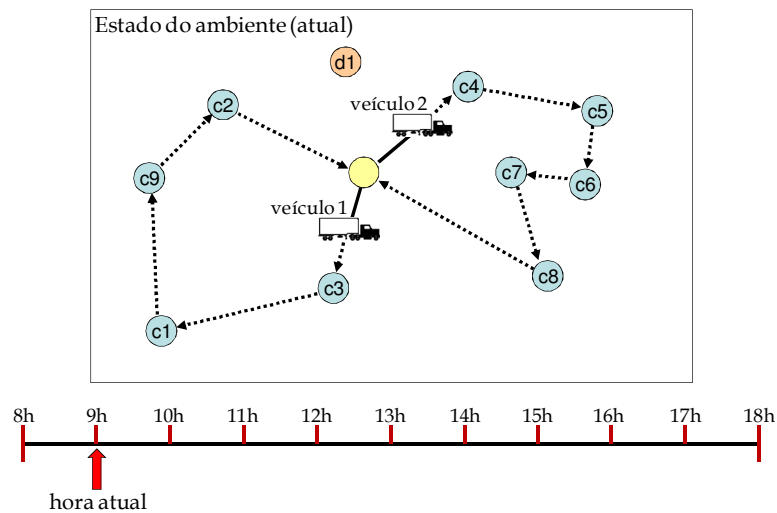 Estado do ambiente (atual)
d1
c4
c2
veículo 2
c5
c9
c7
c6
veículo 1
c8
c3
c1
8h 9h 10h 11h 12h 13h 14h 15h 16h 17h 18h
hora atual